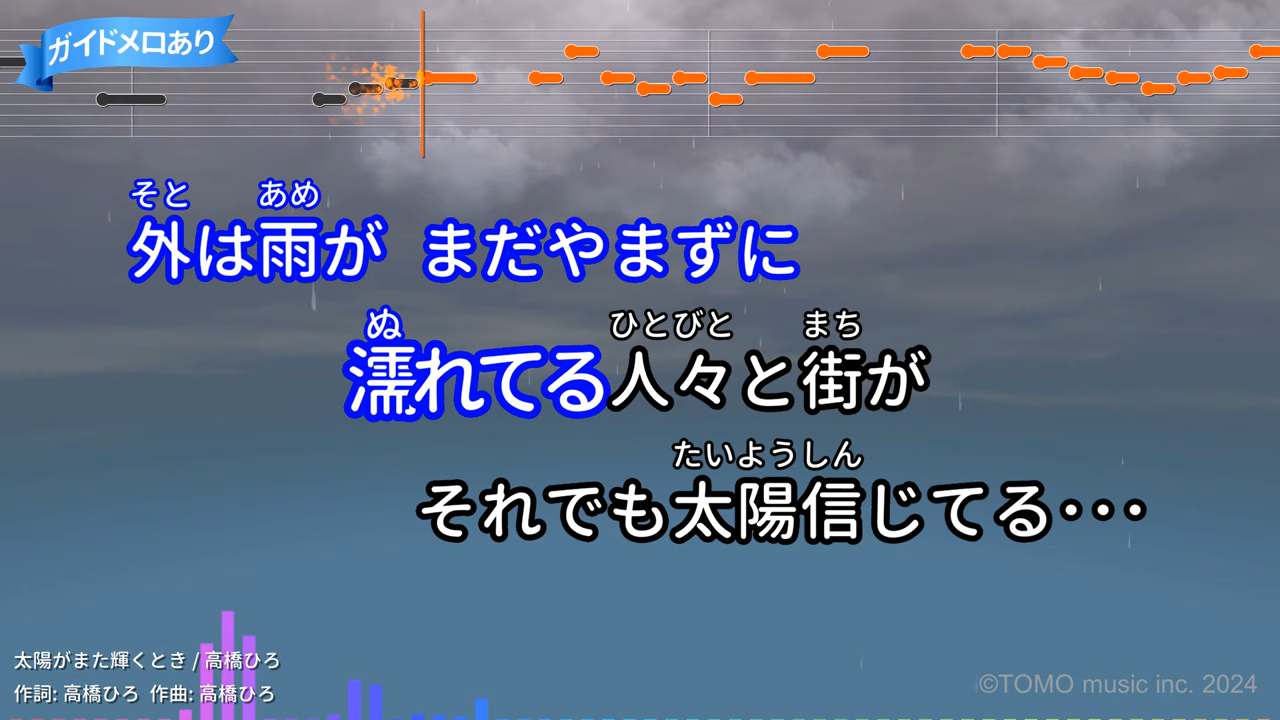 ガイドメロあり
そと あめ
外は雨が まだやまずに
ぬ ひとびと まち
濡れてる人々と街が
たいようしん
それでも太陽信じてる･･･
太陽がまた輝くとき / 高橋ひろ
作詞: 高橋ひろ 作曲: 高橋ひろ
©TOMO music inc. 2024